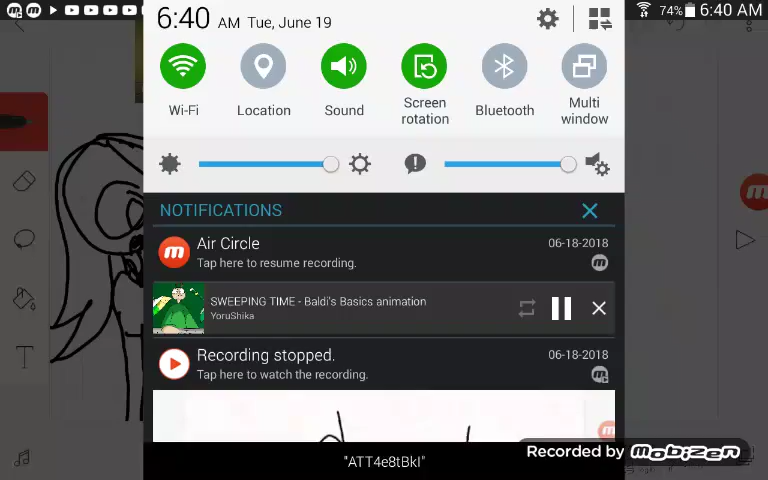 6:40 AM Tue, June 19
74% 6:40 AM
Wi-Fi
Location
Sound
Screen rotation
Bluetooth
Multi window
NOTIFICATIONS
Air Circle
06-18-2018
Tap here to resume recording.
SWEEPING TIME - Baldi's Basics animation
YoruShika
Recording stopped.
06-18-2018
Tap here to watch the recording.
Recorded by Mobizen
"ATT4e8tBkI"